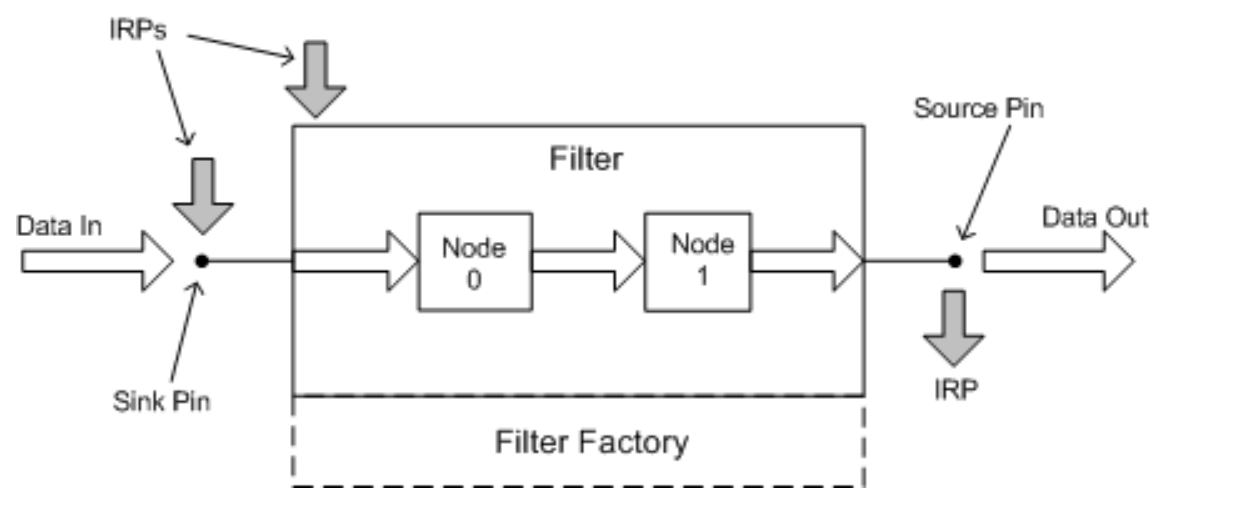 IRPs
Source Pin
Filter
Data In
Data Out
Node
0
Node
1
Sink Pin
IRP
Filter Factory